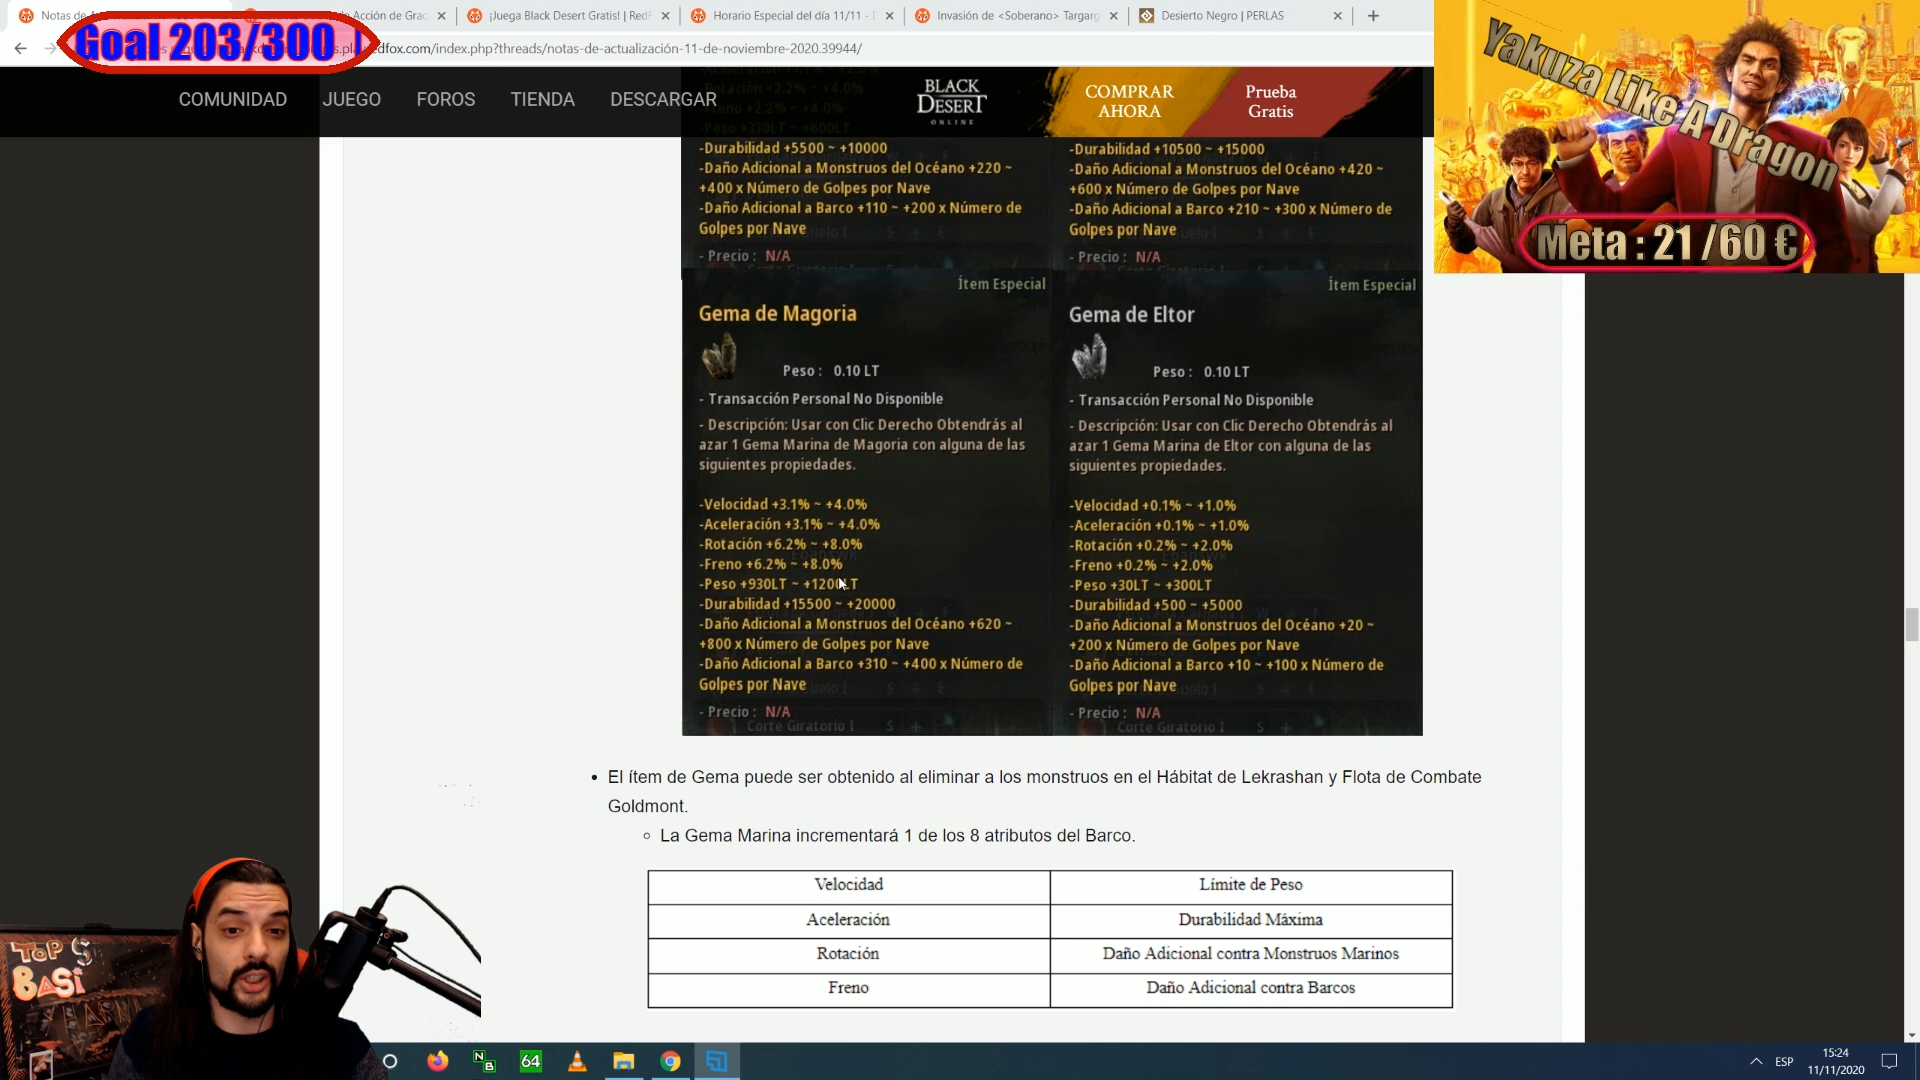 Notas de A
Acción de Grac
¡Juega Black Desert Gratis! | RedF
Horario Especial del día 11/11 - D
Invasión de <Soberano> Targarg
Desierto Negro | PERLAS
Goal 203/300
edfox.com/index.php?threads/notas-de-actualización-11-de-noviembre-2020.39944/
COMUNIDAD
JUEGO
FOROS
TIENDA
DESCARGAR
BLACK
DESERT
ONLINE
COMPRAR
AHORA
Prueba
Gratis
Yakuza Like A Dragon
Meta : 21 /60 €
-Durabilidad +5500 ~ +10000
-Daño Adicional a Monstruos del Océano +220 ~
+400 x Número de Golpes por Nave
-Daño Adicional a Barco +110 ~ +200 x Número de
Golpes por Nave
- Precio : N/A
-Durabilidad +10500 ~ +15000
-Daño Adicional a Monstruos del Océano +420 ~
+600 x Número de Golpes por Nave
-Daño Adicional a Barco +210 ~ +300 x Número de
Golpes por Nave
- Precio : N/A
Ítem Especial
Gema de Magoria
Peso : 0.10 LT
- Transacción Personal No Disponible
- Descripción: Usar con Clic Derecho Obtendrás al
azar 1 Gema Marina de Magoria con alguna de las
siguientes propiedades.
-Velocidad +3.1% ~ +4.0%
-Aceleración +3.1% ~ +4.0%
-Rotación +6.2% ~ +8.0%
-Freno +6.2% ~ +8.0%
-Peso +930LT ~ +1200LT
-Durabilidad +15500 ~ +20000
-Daño Adicional a Monstruos del Océano +620 ~
+800 x Número de Golpes por Nave
-Daño Adicional a Barco +310 ~ +400 x Número de
Golpes por Nave
- Precio : N/A
Corte Giratorio I S + E
Ítem Especial
Gema de Eltor
Peso : 0.10 LT
- Transacción Personal No Disponible
- Descripción: Usar con Clic Derecho Obtendrás al
azar 1 Gema Marina de Eltor con alguna de las
siguientes propiedades.
-Velocidad +0.1% ~ +1.0%
-Aceleración +0.1% ~ +1.0%
-Rotación +0.2% ~ +2.0%
-Freno +0.2% ~ +2.0%
-Peso +30LT ~ +300LT
-Durabilidad +500 ~ +5000
-Daño Adicional a Monstruos del Océano +20 ~
+200 x Número de Golpes por Nave
-Daño Adicional a Barco +10 ~ +100 x Número de
Golpes por Nave
- Precio : N/A
Corte Giratorio I S +
• El ítem de Gema puede ser obtenido al eliminar a los monstruos en el Hábitat de Lekrashan y Flota de Combate
Goldmont.
La Gema Marina incrementará 1 de los 8 atributos del Barco.
Velocidad Límite de Peso
Aceleración Durabilidad Máxima
Rotación Daño Adicional contra Monstruos Marinos
Freno Daño Adicional contra Barcos
TOP 5
BASI
N
B
64
ESP
15:24
11/11/2020